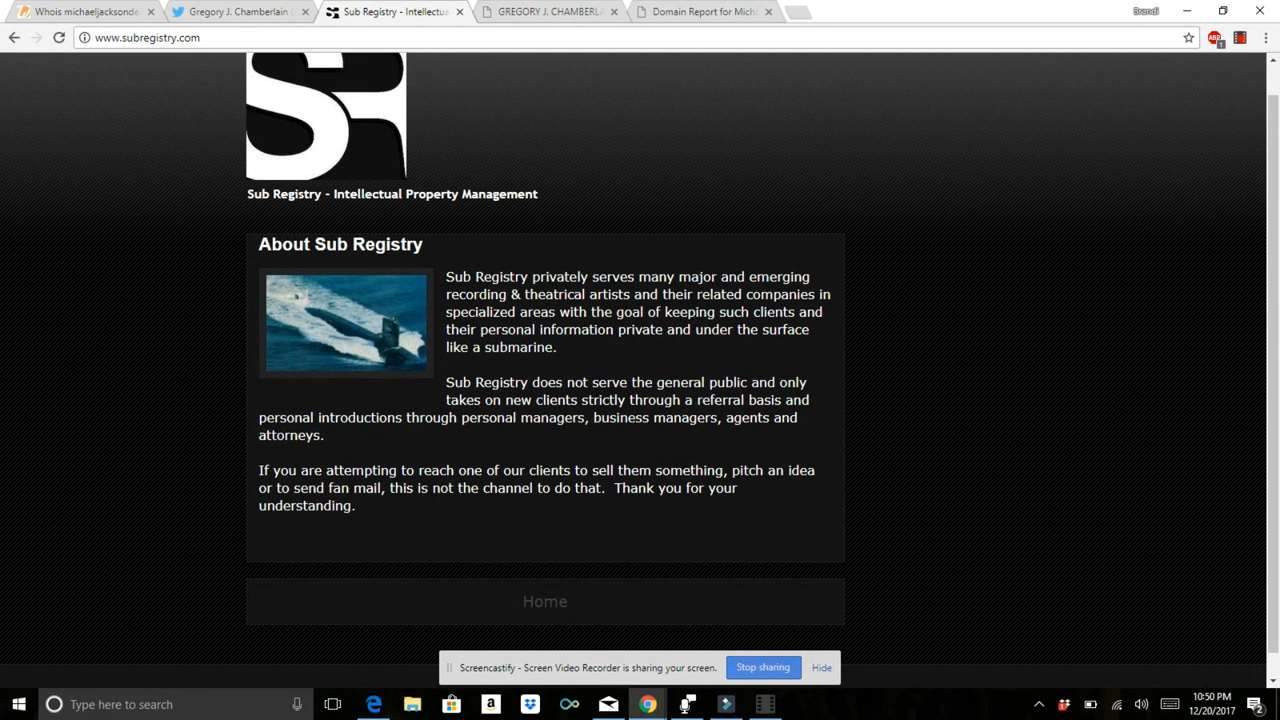 Whois michaeljacksonde
Gregory J. Chamberlain (
Sub Registry - Intellectua
GREGORY J. CHAMBERLA
Domain Report for Micha
Brandi
www.subregistry.com
ABP
1
Sub Registry - Intellectual Property Management
About Sub Registry
Sub Registry privately serves many major and emerging
recording & theatrical artists and their related companies in
specialized areas with the goal of keeping such clients and
their personal information private and under the surface
like a submarine.
Sub Registry does not serve the general public and only
takes on new clients strictly through a referral basis and
personal introductions through personal managers, business managers, agents and
attorneys.
If you are attempting to reach one of our clients to sell them something, pitch an idea
or to send fan mail, this is not the channel to do that.  Thank you for your
understanding.
Home
Screencastify - Screen Video Recorder is sharing your screen.
Stop sharing
Hide
Type here to search
10:50 PM
12/20/2017
2